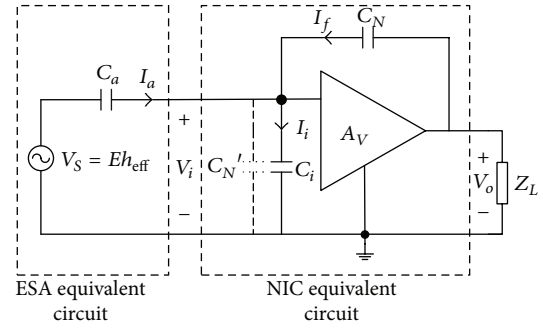 I_f
C_N
C_a
I_a
I_i
A_V
V_S = Eh_eff
+
V_i
−
C_N′
C_i
+
V_o
−
Z_L
ESA equivalent
circuit
NIC equivalent
circuit